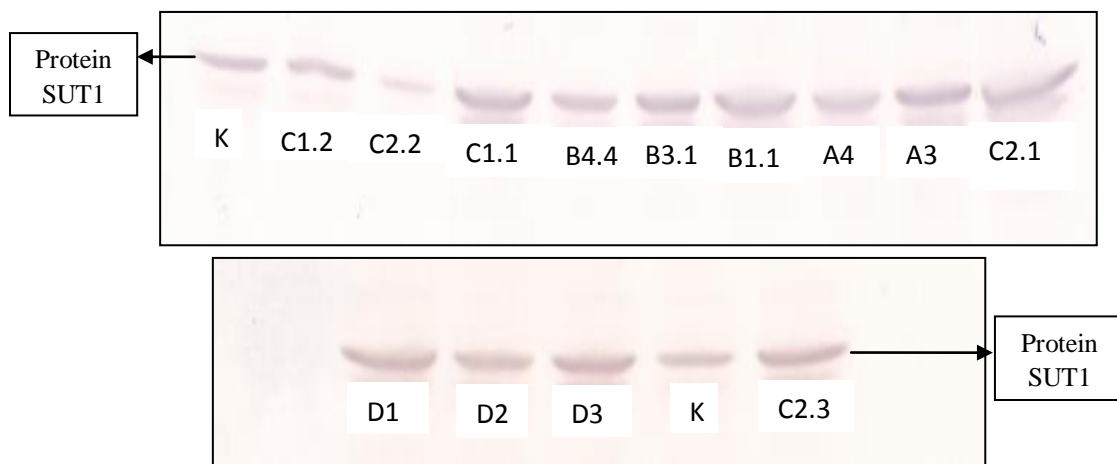 Protein
SUT1
K C1.2 C2.2 C1.1 B4.4 B3.1 B1.1 A4 A3 C2.1
D1 D2 D3 K C2.3
Protein
SUT1